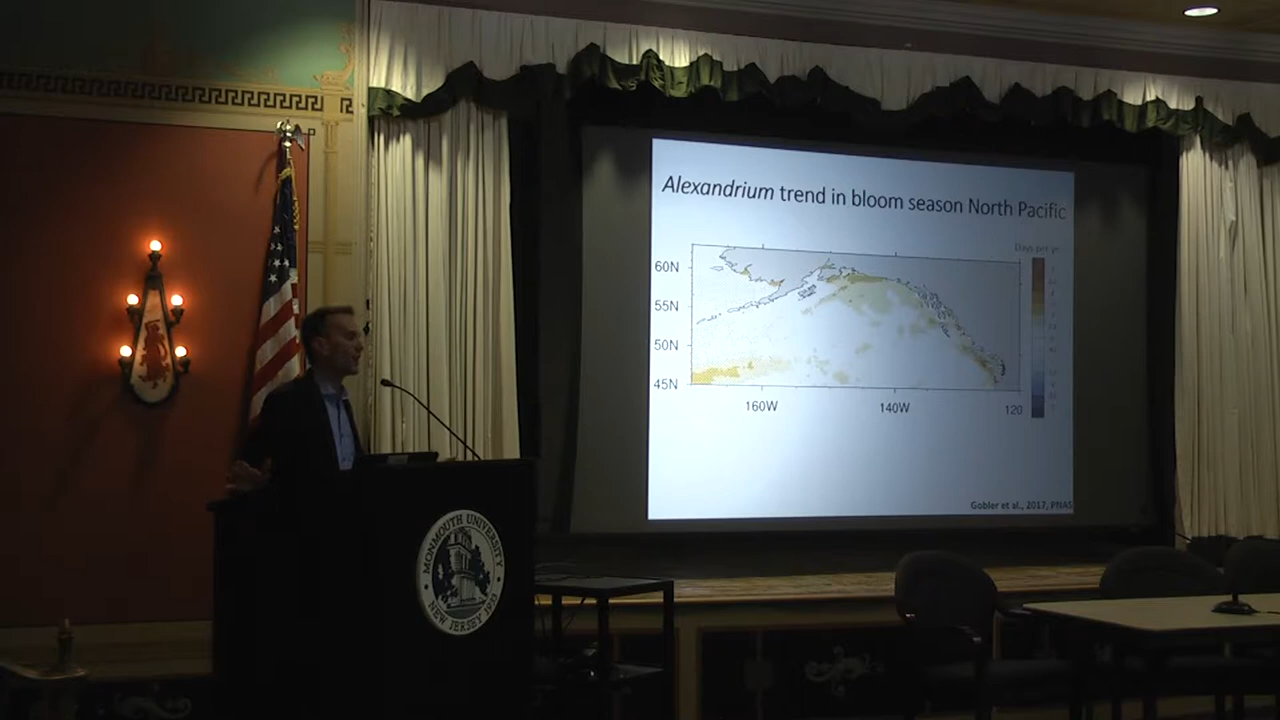 Alexandrium trend in bloom season North Pacific
Days per yr
60N
55N
50N
45N
160W
140W
120
Gobler et al., 2017, PNAS
MONMOUTH UNIVERSITY
NEW JERSEY 1933